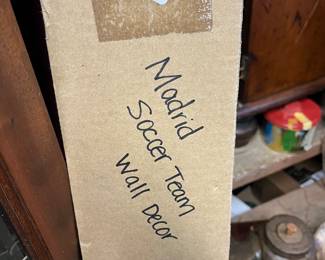 Madrid
Soccer Team
Wall Decor